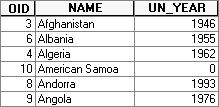 OID NAME UN_YEAR
3 Afghanistan 1946
6 Albania 1955
4 Algeria 1962
10 American Samoa 0
8 Andorra 1993
9 Angola 1976